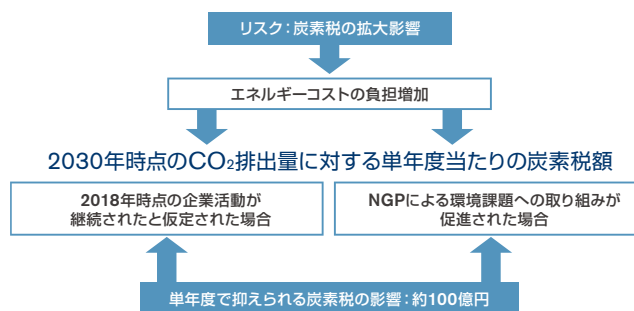 リスク：炭素税の拡大影響
エネルギーコストの負担増加
2030年時点のCO₂排出量に対する単年度当たりの炭素税額
2018年時点の企業活動が
継続されたと仮定された場合
NGPによる環境課題への取り組みが
促進された場合
単年度で抑えられる炭素税の影響：約100億円